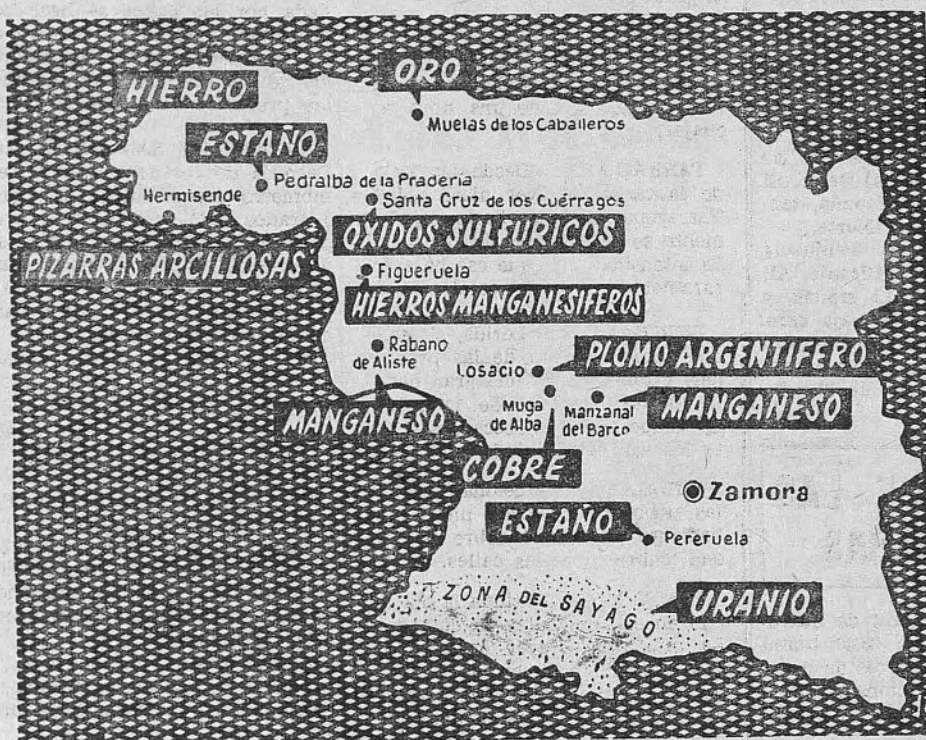 ORO
HIERRO
Muelas de los Caballeros
ESTAÑO
Pedralba de la Pradería
Hermisende
Santa Cruz de los Cuérragos
OXIDOS SULFURICOS
PIZARRAS ARCILLOSAS
Figueruela
HIERROS MANGANESIFEROS
Rábano
de Aliste
Losacio
PLOMO ARGENTIFERO
MANGANESO
Muga
de Alba
Manzanal
del Barco
MANGANESO
COBRE
Zamora
ESTAÑO
Pereruela
ZONA DEL SAYAGO
URANIO